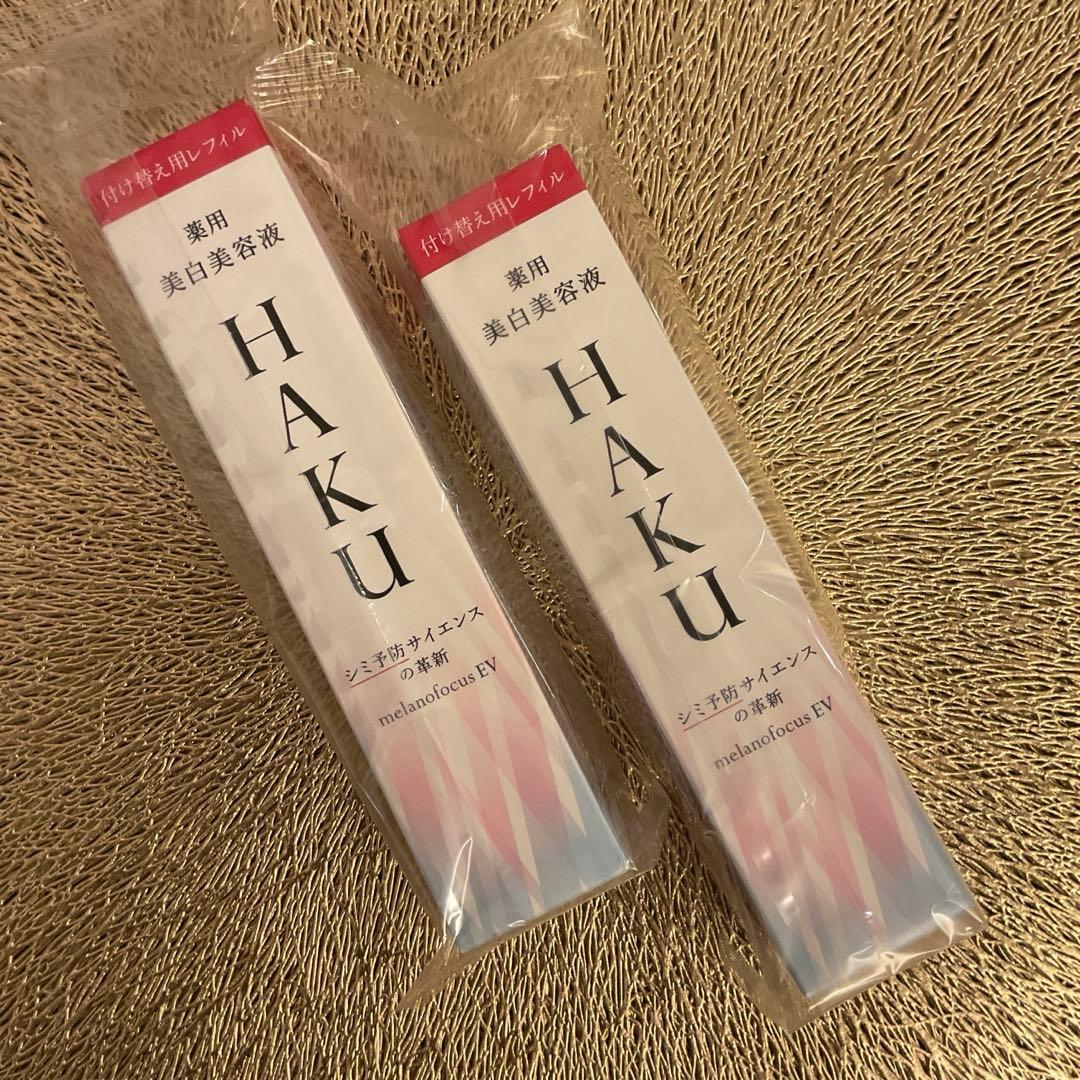 付け替え用レフィル
薬用
美白美容液
HAKU
シミ予防サイエンス
の革新
melanofocus EV
付け替え用レフィル
薬用
美白美容液
HAKU
シミ予防サイエンス
の革新
melanofocus EV